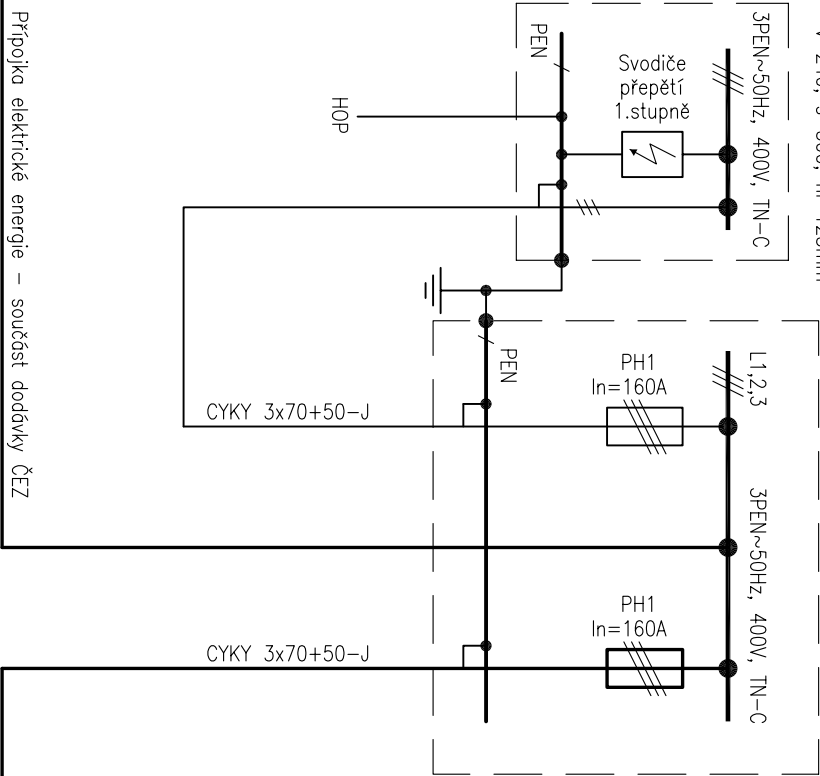 3PEN~50Hz, 400V, TN-C
PEN
Svodiče
přepětí
1.stupně
HOP
L1,2,3
3PEN~50Hz, 400V, TN-C
PEN
PH1
In=160A
CYKY 3x70+50-J
PH1
In=160A
CYKY 3x70+50-J
Přípojka elektrické energie - součást dodávky ČEZ